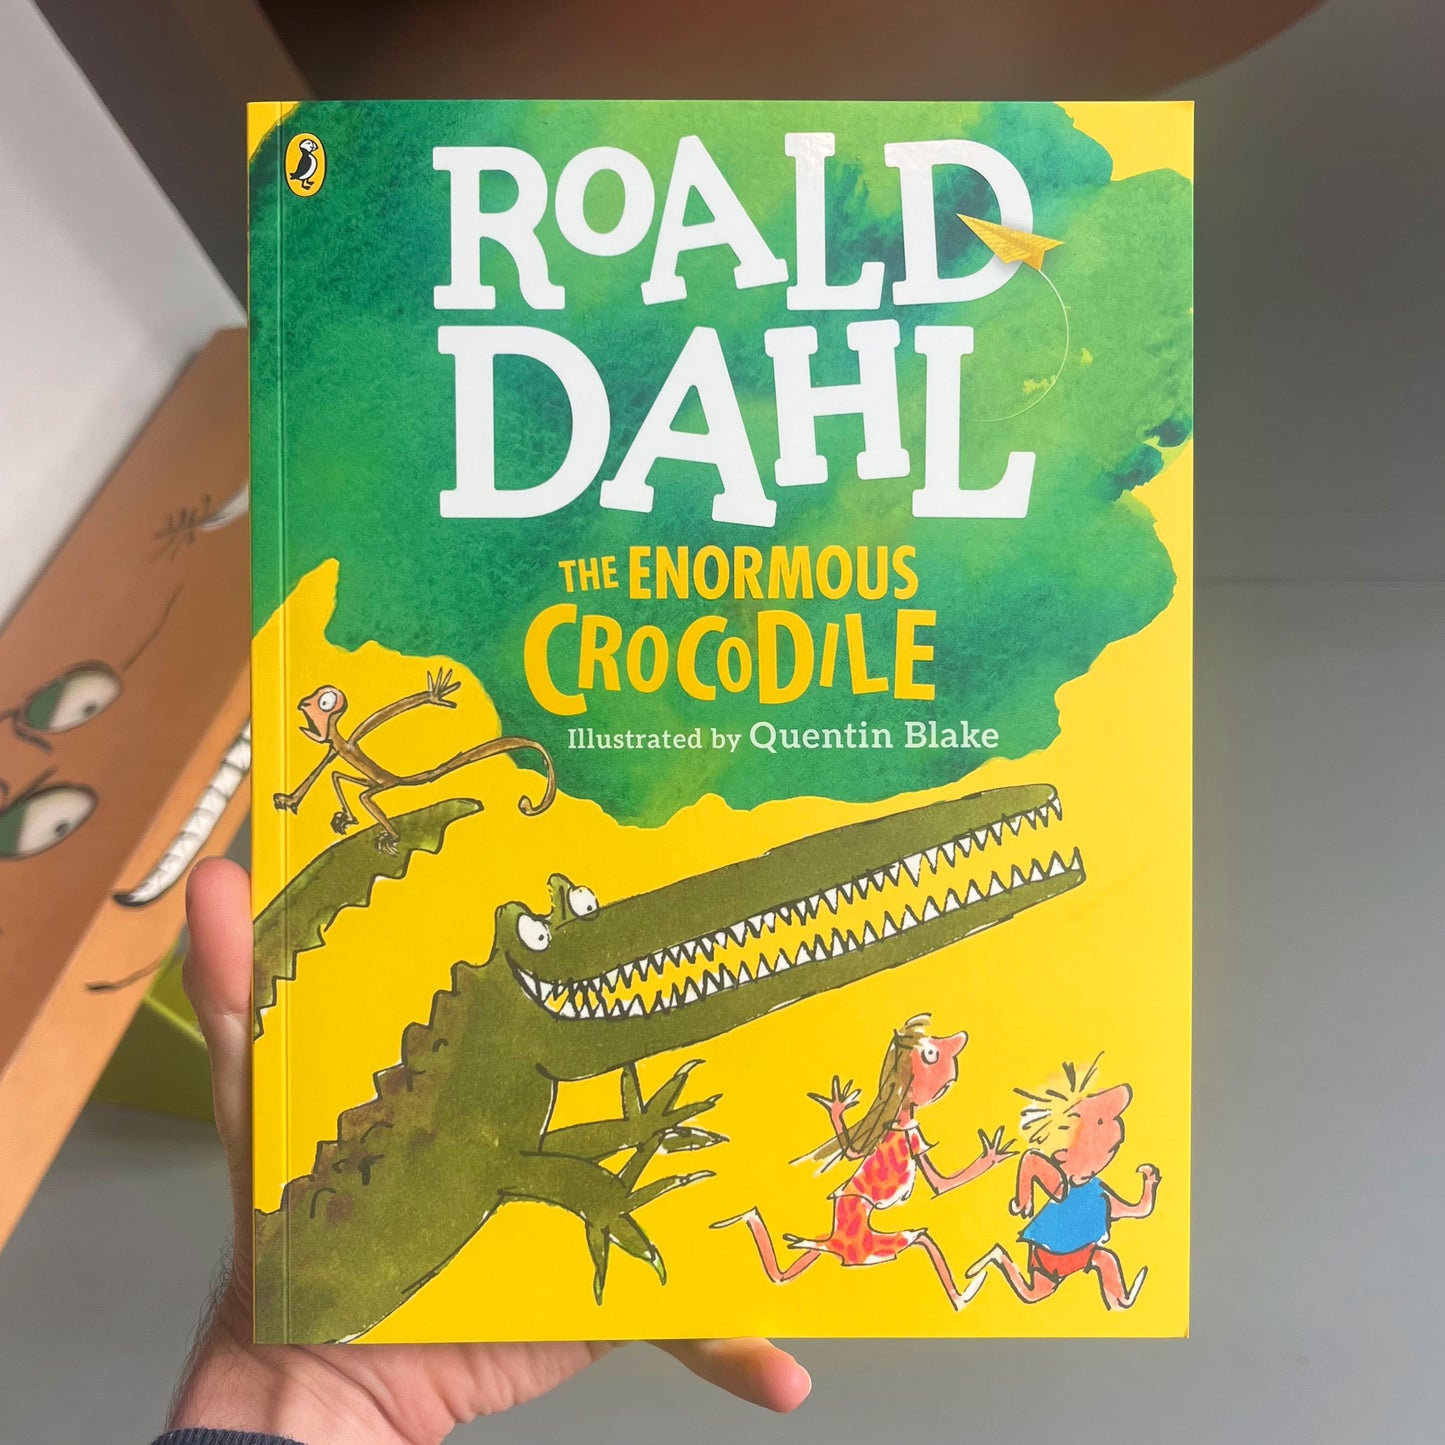 ROALD
DAHL
THE ENORMOUS
CROCODILE
Illustrated by Quentin Blake